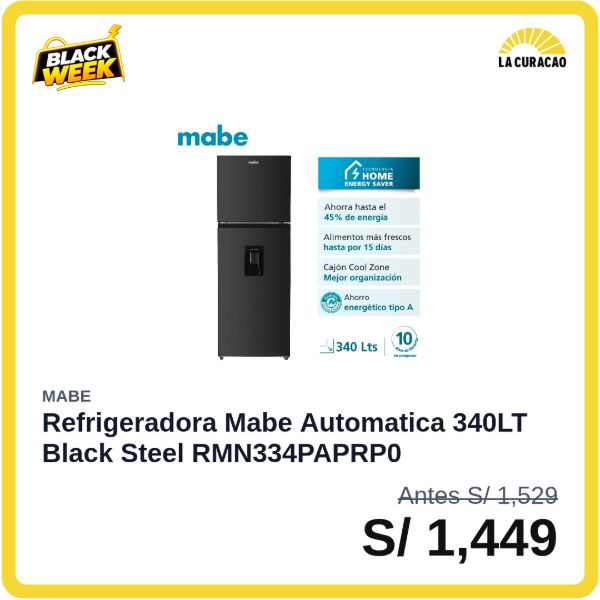 BLACK
WEEK
LA CURACAO
mabe
mabe
TECNOLOGÍA
HOME
ENERGY SAVER
Ahorra hasta el
45% de energía
Alimentos más frescos
hasta por 15 días
Cajón Cool Zone
Mejor organización
Ahorro
energético tipo A
340 Lts
10
MABE
Refrigeradora Mabe Automatica 340LT
Black Steel RMN334PAPRP0
Antes S/ 1,529
S/ 1,449